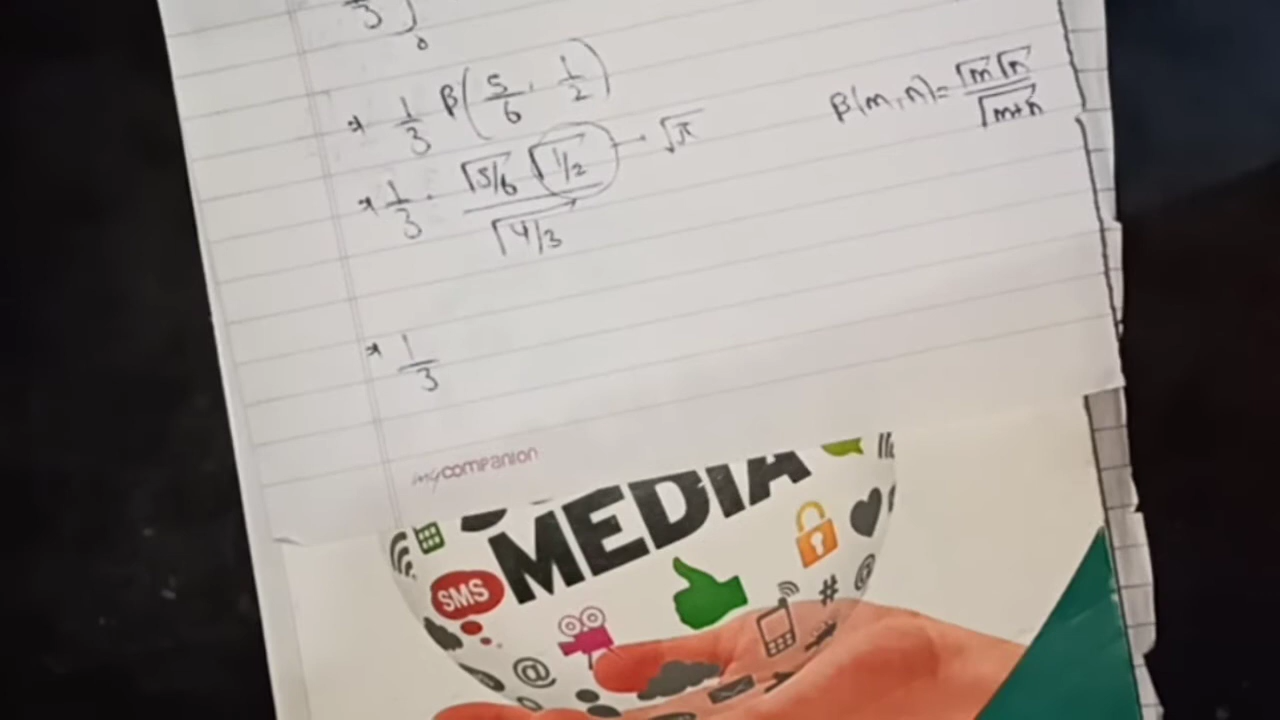 3 ]₀
⇒ 1/3 β(5/6, 1/2)
β(m,n) = Γm Γn / Γm+n
⇒ 1/3 · Γ5/6 Γ1/2 / Γ4/3 → √π
⇒ 1/3
mycompanion
MEDIA
SMS
@
#
@